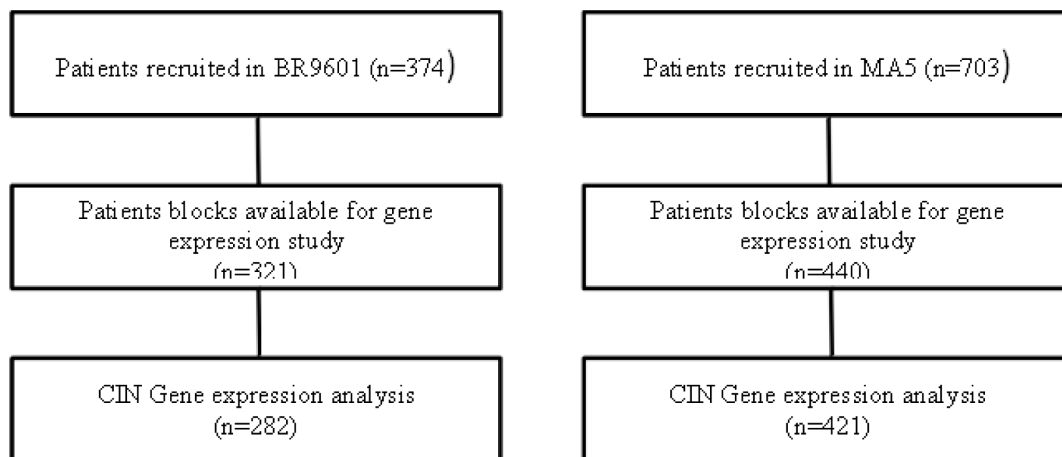 Patients recruited in BR9601 (n=374)
Patients blocks available for gene
expression study
(n=321)
CIN Gene expression analysis
(n=282)
Patients recruited in MA5 (n=703)
Patients blocks available for gene
expression study
(n=440)
CIN Gene expression analysis
(n=421)